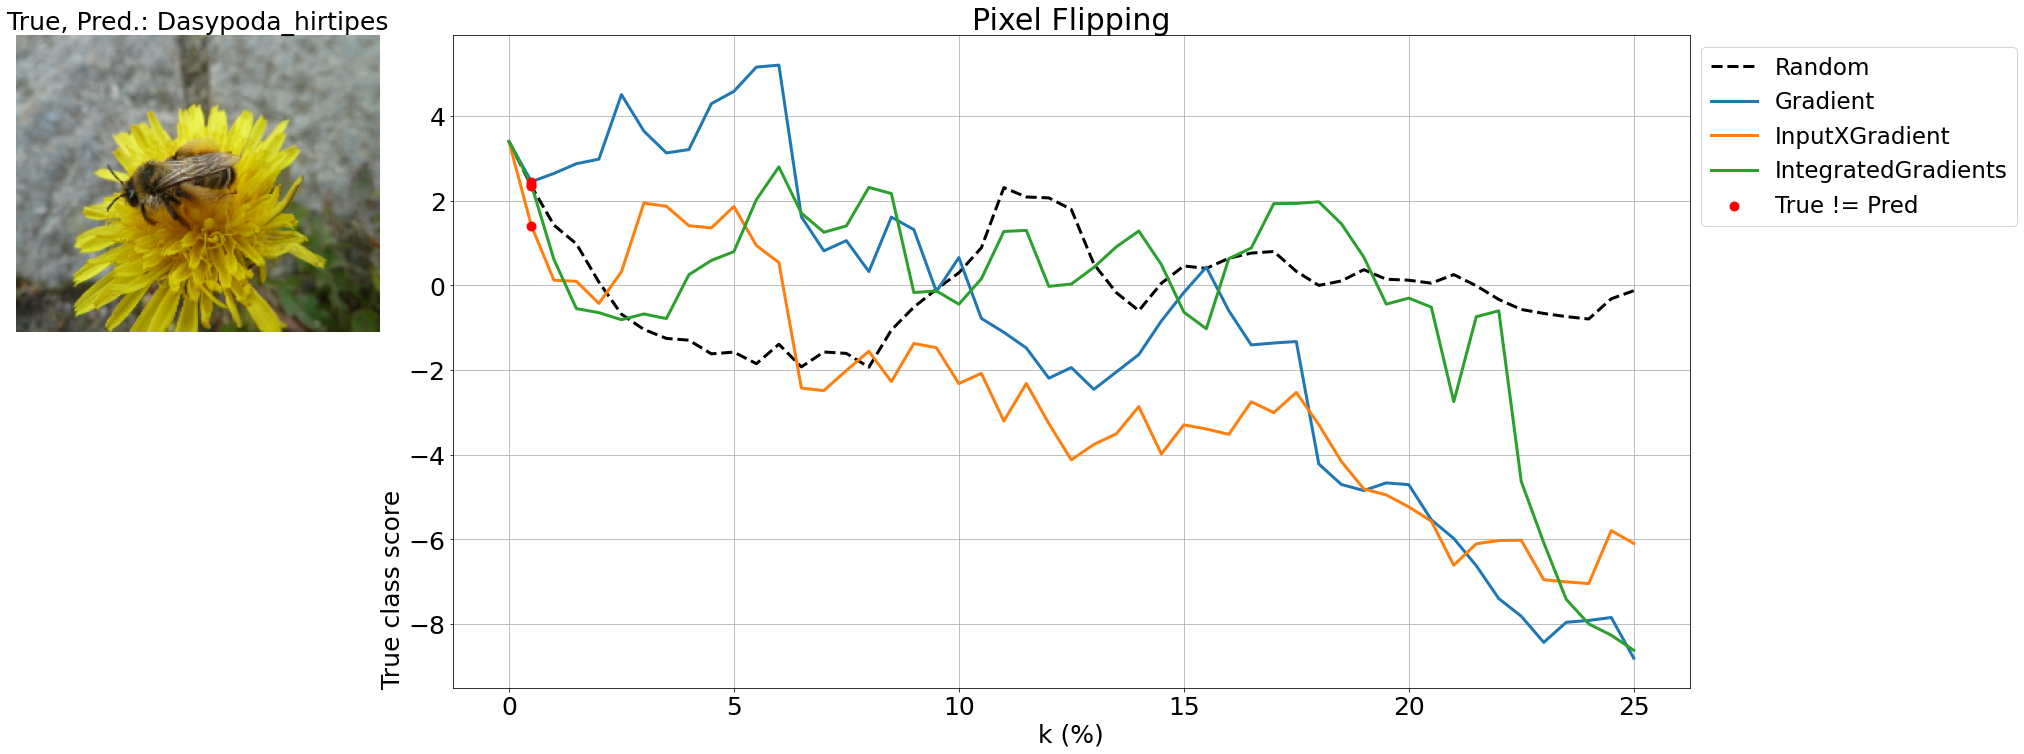 True, Pred.: Dasypoda_hirtipes
Pixel Flipping
True class score
4
2
0
−2
−4
−6
−8
0 5 10 15 20 25
k (%)
Random
Gradient
InputXGradient
IntegratedGradients
True != Pred